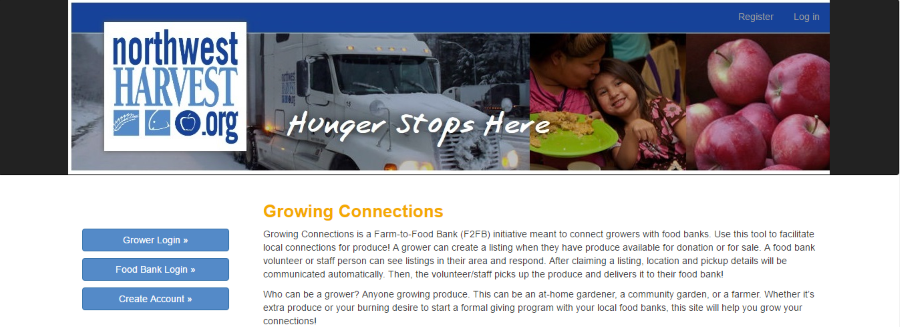 Register Log in
northwest
HARVEST
.org
northwest
HARVEST
Hunger Stops Here
Growing Connections
Growing Connections is a Farm-to-Food Bank (F2FB) initiative meant to connect growers with food banks. Use this tool to facilitate
local connections for produce! A grower can create a listing when they have produce available for donation or for sale. A food bank
volunteer or staff person can see listings in their area and respond. After claiming a listing, location and pickup details will be
communicated automatically. Then, the volunteer/staff picks up the produce and delivers it to their food bank!
Who can be a grower? Anyone growing produce. This can be an at-home gardener, a community garden, or a farmer. Whether it's
extra produce or your burning desire to start a formal giving program with your local food banks, this site will help you grow your
connections!
Grower Login »
Food Bank Login »
Create Account »